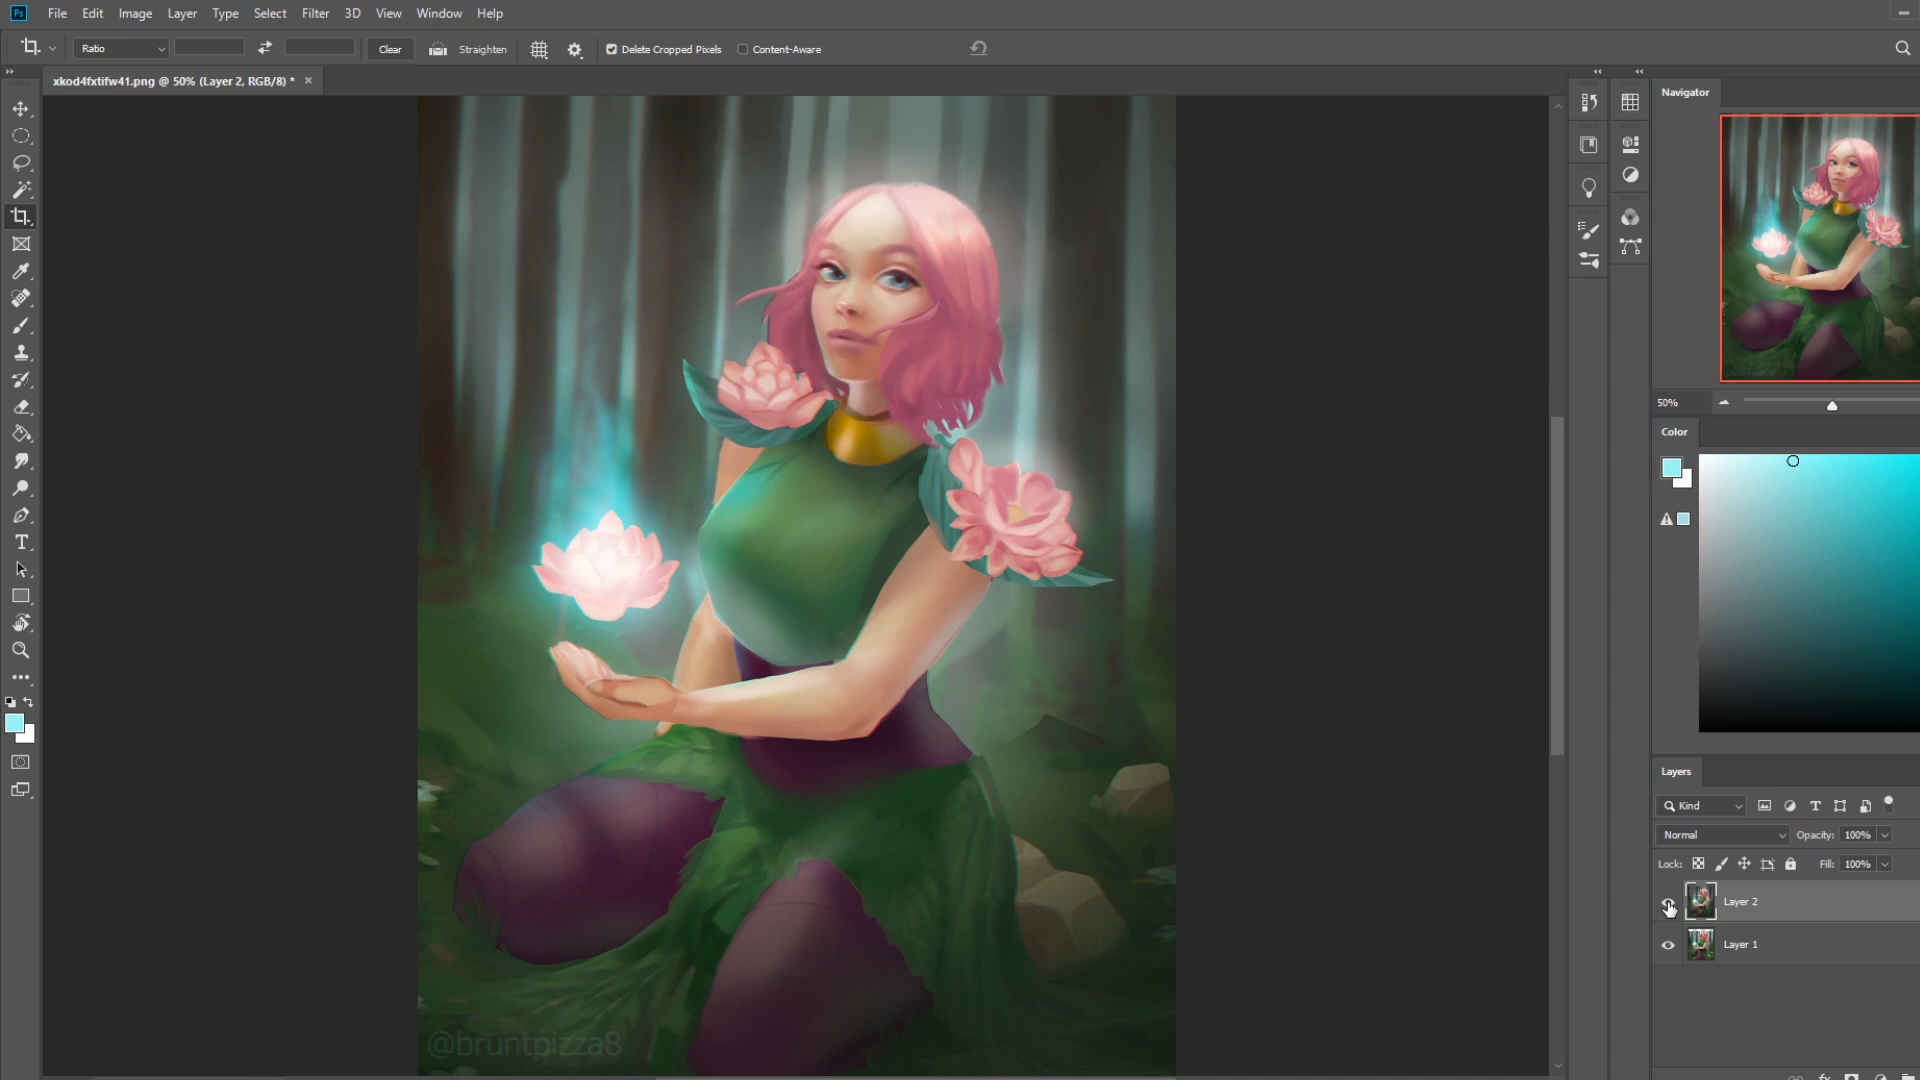 Ps File Edit Image Layer Type Select Filter 3D View Window Help
Ratio Clear Straighten Delete Cropped Pixels Content-Aware
xkod4fxtifw41.png @ 50% (Layer 2, RGB/8) *
Navigator
50%
Color
Layers
Kind
Normal Opacity: 100%
Lock: Fill: 100%
Layer 2
Layer 1
@bruntpizza8